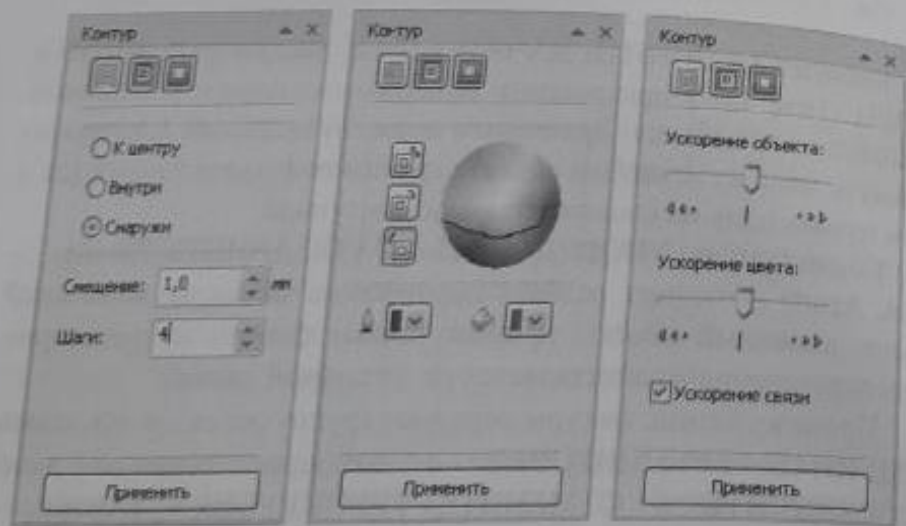 Контур
К центру
Внутри
Снаружи
Смещение: 1,0 мм
Шаги: 4
Применить
Контур
Применить
Контур
Ускорение объекта:
Ускорение цвета:
Ускорение связи
Применить